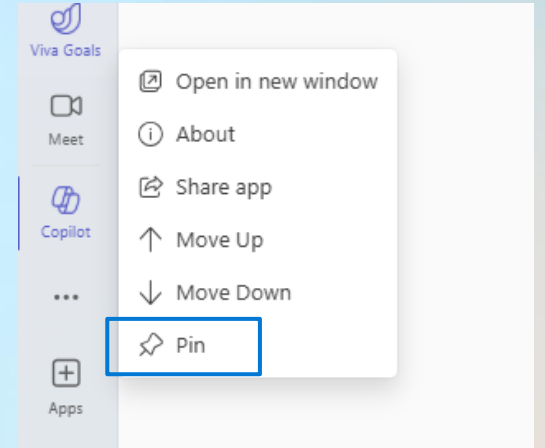 Viva Goals
Meet
Copilot
Apps
Open in new window
About
Share app
Move Up
Move Down
Pin